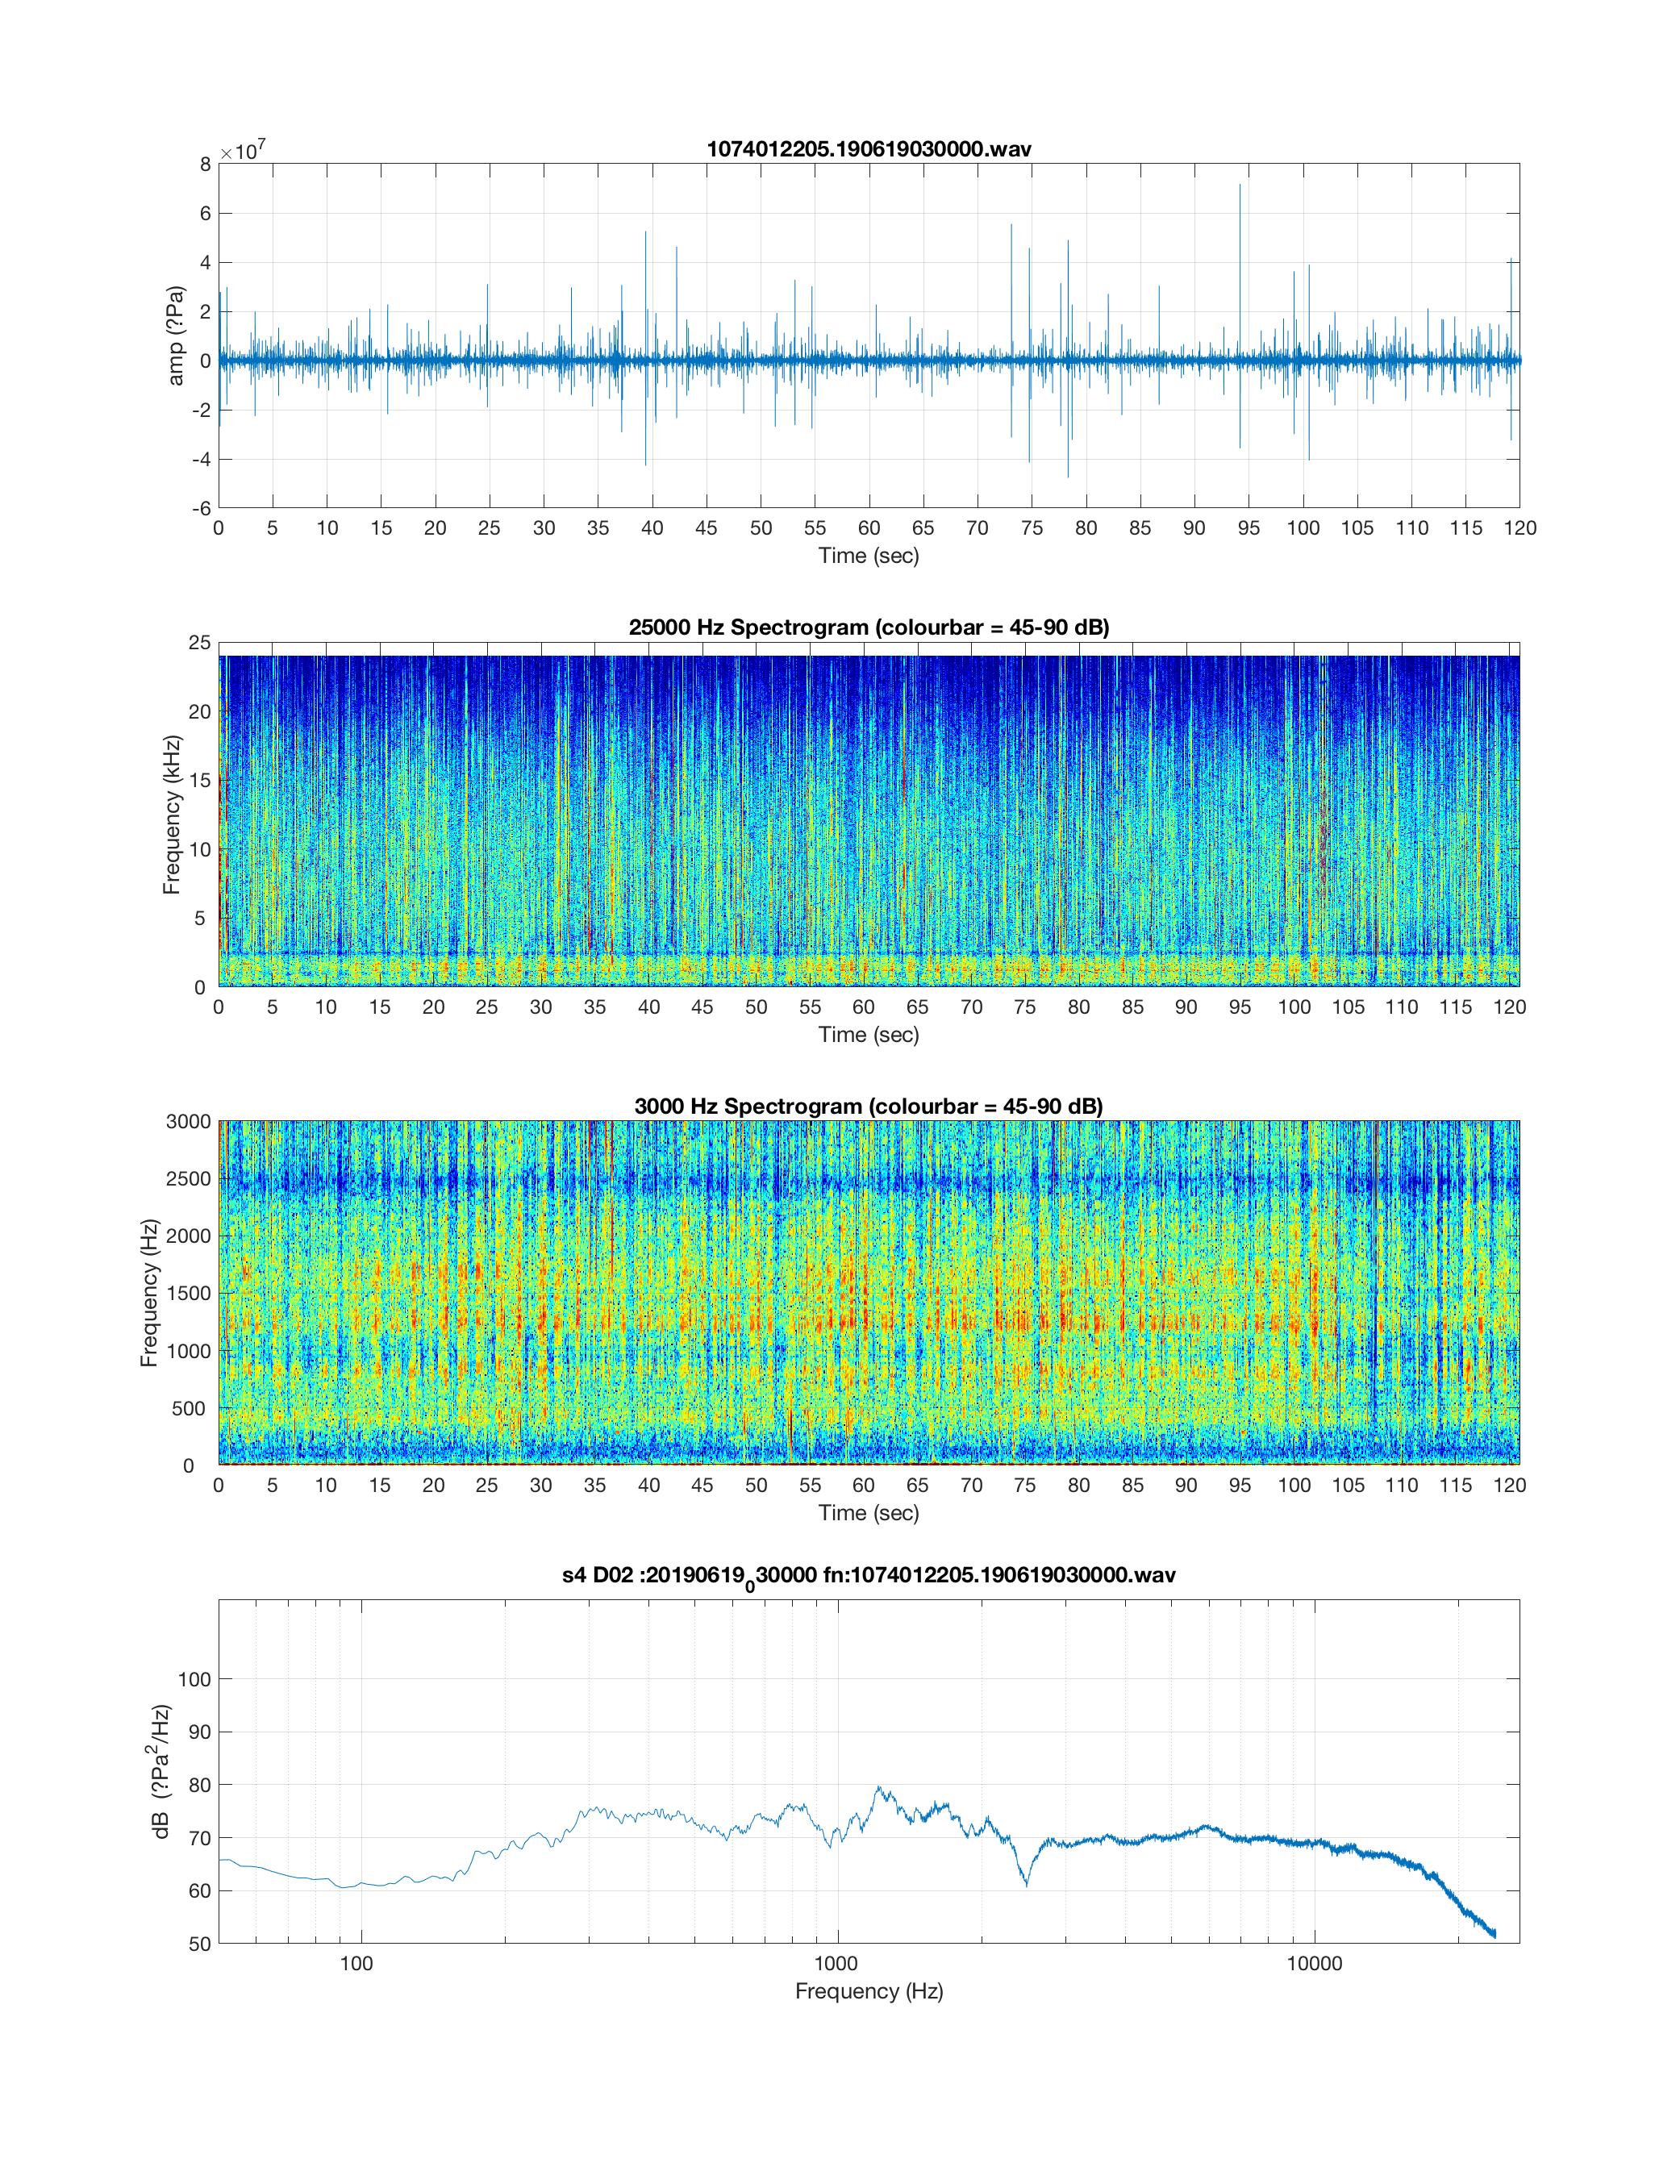 1074012205.190619030000.wav
×10^7
8
6
4
2
0
-2
-4
-6
amp (?Pa)
0 5 10 15 20 25 30 35 40 45 50 55 60 65 70 75 80 85 90 95 100 105 110 115 120
Time (sec)
25000 Hz Spectrogram (colourbar = 45-90 dB)
25
20
15
10
5
0
Frequency (kHz)
0 5 10 15 20 25 30 35 40 45 50 55 60 65 70 75 80 85 90 95 100 105 110 115 120
Time (sec)
3000 Hz Spectrogram (colourbar = 45-90 dB)
3000
2500
2000
1500
1000
500
0
Frequency (Hz)
0 5 10 15 20 25 30 35 40 45 50 55 60 65 70 75 80 85 90 95 100 105 110 115 120
Time (sec)
s4 D02 :20190619_030000 fn:1074012205.190619030000.wav
100
90
80
70
60
50
dB (?Pa^2/Hz)
100 1000 10000
Frequency (Hz)